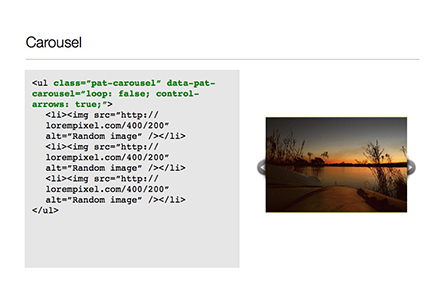 Carousel
<ul class="pat-carousel" data-pat-
carousel="loop: false; control-
arrows: true;">
<li><img src="http://
lorempixel.com/400/200"
alt="Random image" /></li>
<li><img src="http://
lorempixel.com/400/200"
alt="Random image" /></li>
<li><img src="http://
lorempixel.com/400/200"
alt="Random image" /></li>
</ul>